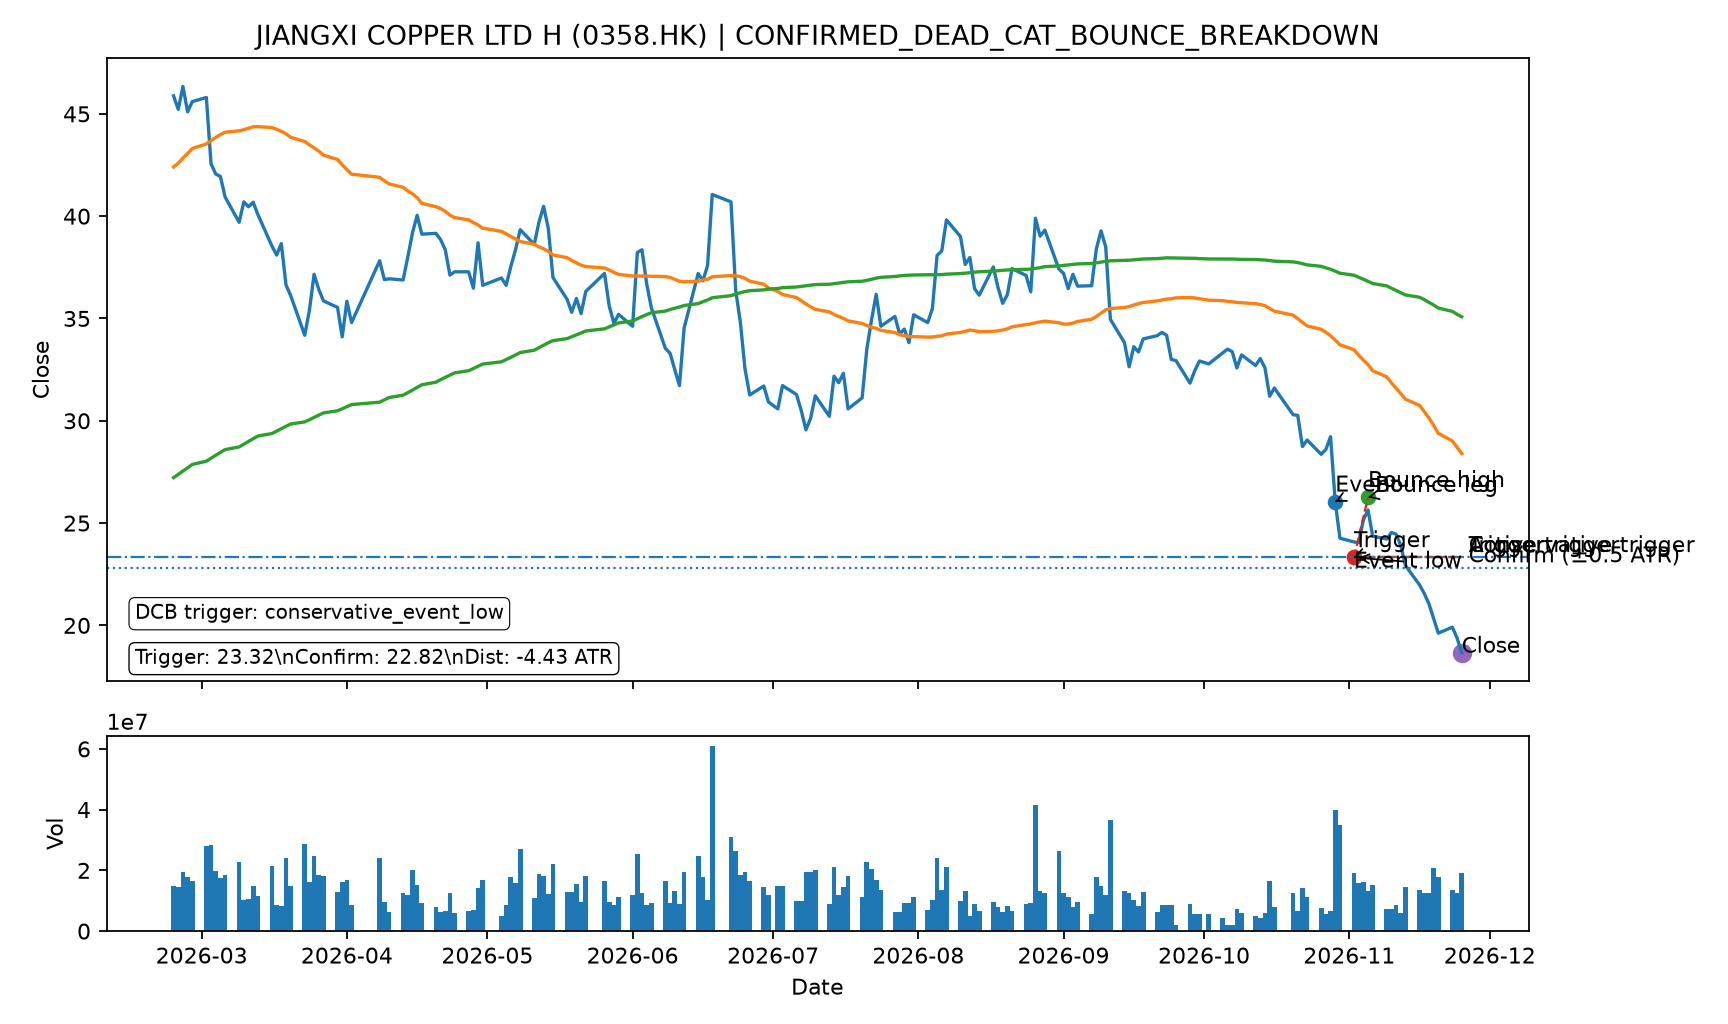 JIANGXI COPPER LTD H (0358.HK) | CONFIRMED_DEAD_CAT_BOUNCE_BREAKDOWN
Close
45
40
35
30
25
20
Bounce high
Bounce leg
Trigger
Event low
Conservative trigger
Confirm (±0.5 ATR)
Close
DCB trigger: conservative_event_low
Trigger: 23.32\nConfirm: 22.82\nDist: -4.43 ATR
1e7
Vol
6
4
2
0
2026-03
2026-04
2026-05
2026-06
2026-07
2026-08
2026-09
2026-10
2026-11
2026-12
Date